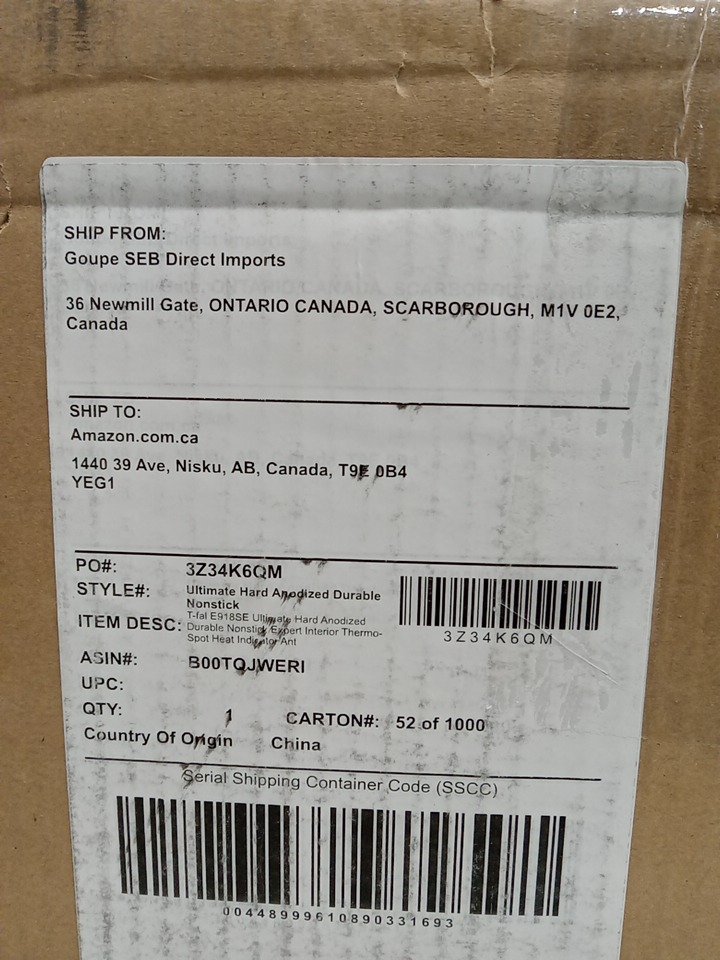 SHIP FROM:
Goupe SEB Direct Imports
36 Newmill Gate, ONTARIO CANADA, SCARBOROUGH, M1V 0E2,
Canada
SHIP TO:
Amazon.com.ca
1440 39 Ave, Nisku, AB, Canada, T9E 0B4
YEG1
PO#: 3Z34K6QM
STYLE#: Ultimate Hard Anodized Durable
Nonstick
ITEM DESC: T-fal E918SE Ultimate Hard Anodized
Durable Nonstick Expert Interior Thermo-
Spot Heat Indicator Ant
3Z34K6QM
ASIN#: B00TQJWERI
UPC:
QTY: 1 CARTON#: 52 of 1000
Country Of Origin China
Serial Shipping Container Code (SSCC)
00448999610890331693